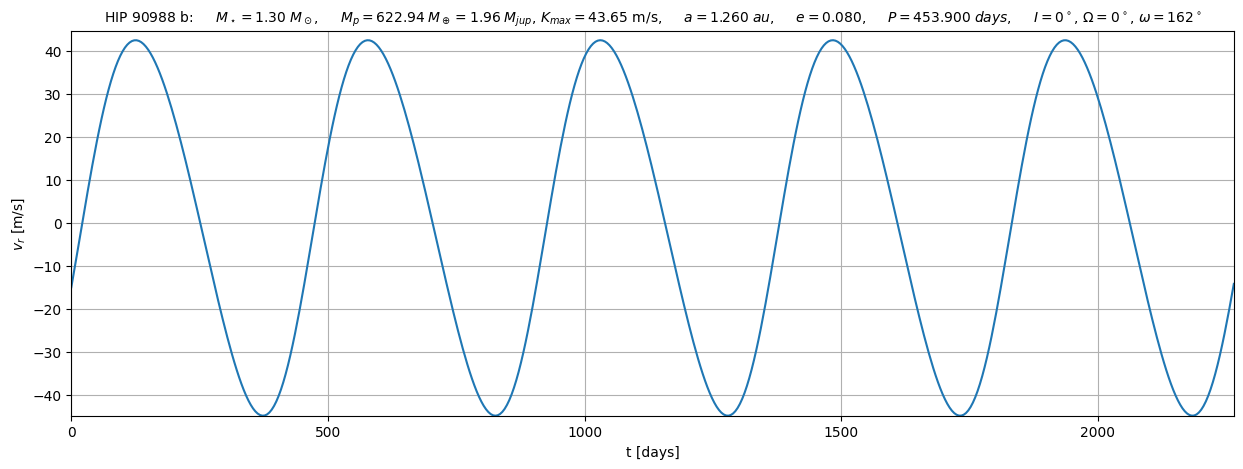 HIP 90988 b: M⋆ = 1.30 M⊙, Mp = 622.94 M⊕ = 1.96 Mjup, Kmax = 43.65 m/s, a = 1.260 au, e = 0.080, P = 453.900 days, I = 0°, Ω = 0°, ω = 162°
40
30
20
10
0
−10
−20
−30
−40
vr [m/s]
0 500 1000 1500 2000
t [days]